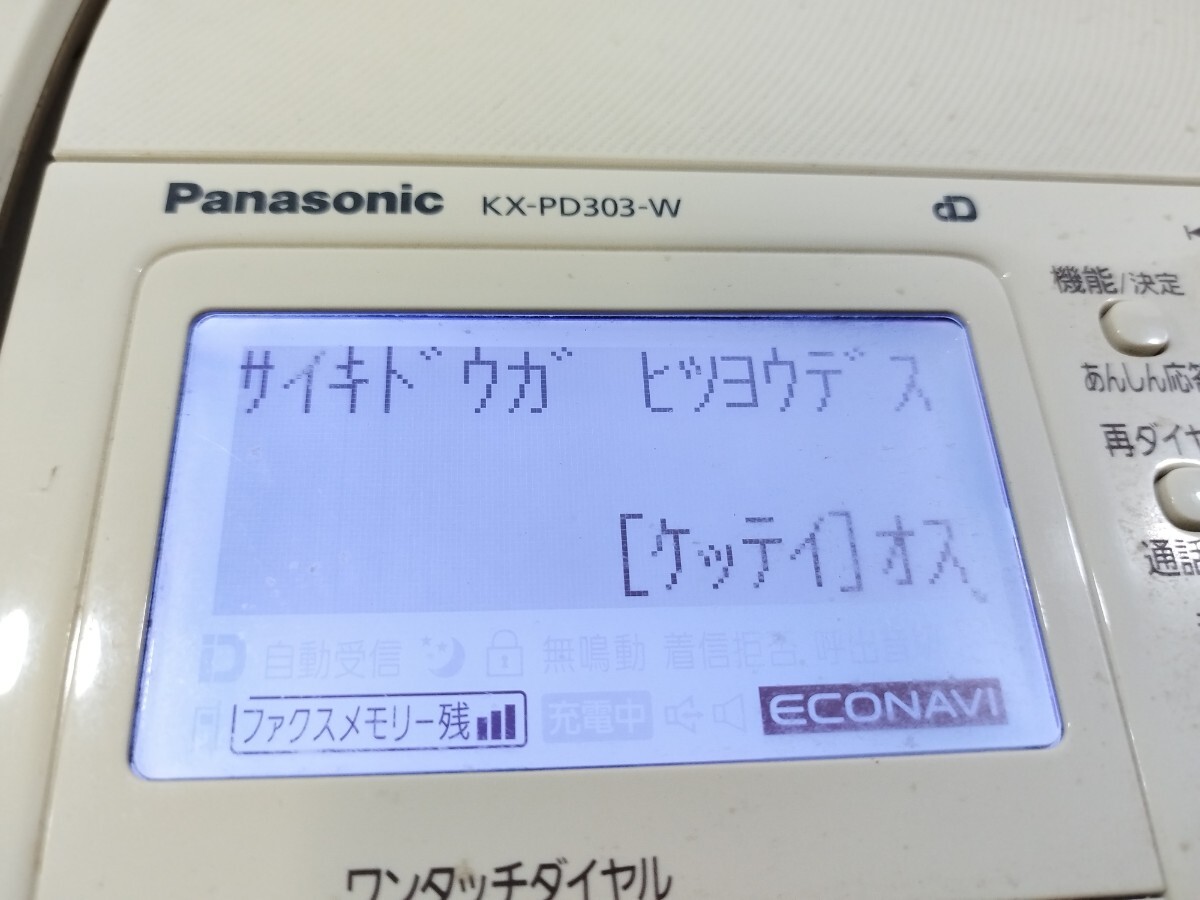 Panasonic KX-PD303-W
機能/決定
サイキドウガ ヒツヨウデス
あんしん応答
再ダイヤ
[ケッテイ]オス
通話
自動受信 無鳴動 着信拒否 呼出音切
ファクスメモリー残 充電中 ECONAVI
ワンタッチダイヤル